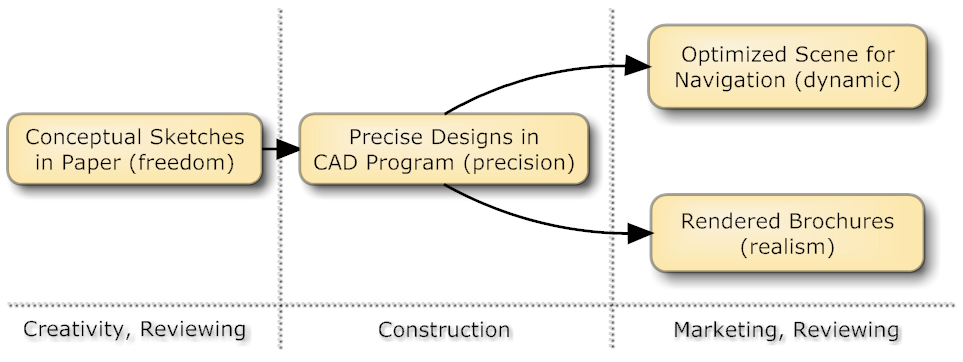 Conceptual Sketches
in Paper (freedom)
Precise Designs in
CAD Program (precision)
Optimized Scene for
Navigation (dynamic)
Rendered Brochures
(realism)
Creativity, Reviewing
Construction
Marketing, Reviewing